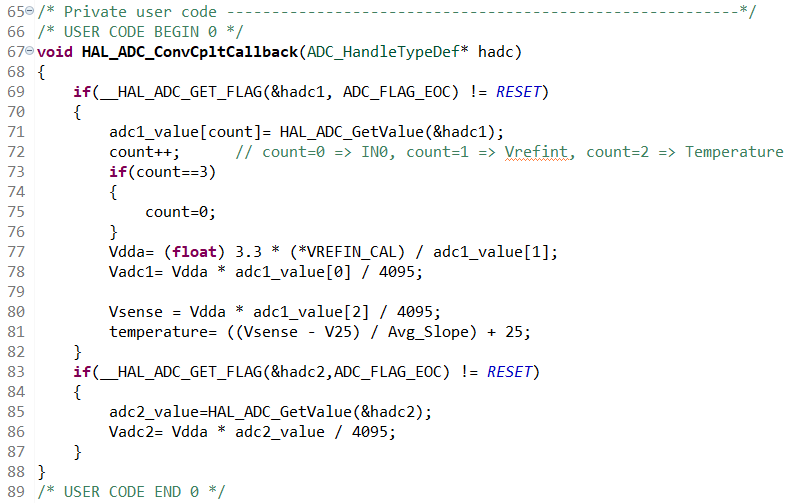 65 /* Private user code ---------------------------------------------------------*/
66 /* USER CODE BEGIN 0 */
67 void HAL_ADC_ConvCpltCallback(ADC_HandleTypeDef* hadc)
68 {
69     if(__HAL_ADC_GET_FLAG(&hadc1, ADC_FLAG_EOC) != RESET)
70     {
71         adc1_value[count]= HAL_ADC_GetValue(&hadc1);
72         count++;      // count=0 => IN0, count=1 => Vrefint, count=2 => Temperature
73         if(count==3)
74         {
75             count=0;
76         }
77         Vdda= (float) 3.3 * (*VREFIN_CAL) / adc1_value[1];
78         Vadc1= Vdda * adc1_value[0] / 4095;
79
80         Vsense = Vdda * adc1_value[2] / 4095;
81         temperature= ((Vsense - V25) / Avg_Slope) + 25;
82     }
83     if(__HAL_ADC_GET_FLAG(&hadc2,ADC_FLAG_EOC) != RESET)
84     {
85         adc2_value=HAL_ADC_GetValue(&hadc2);
86         Vadc2= Vdda * adc2_value / 4095;
87     }
88 }
89 /* USER CODE END 0 */